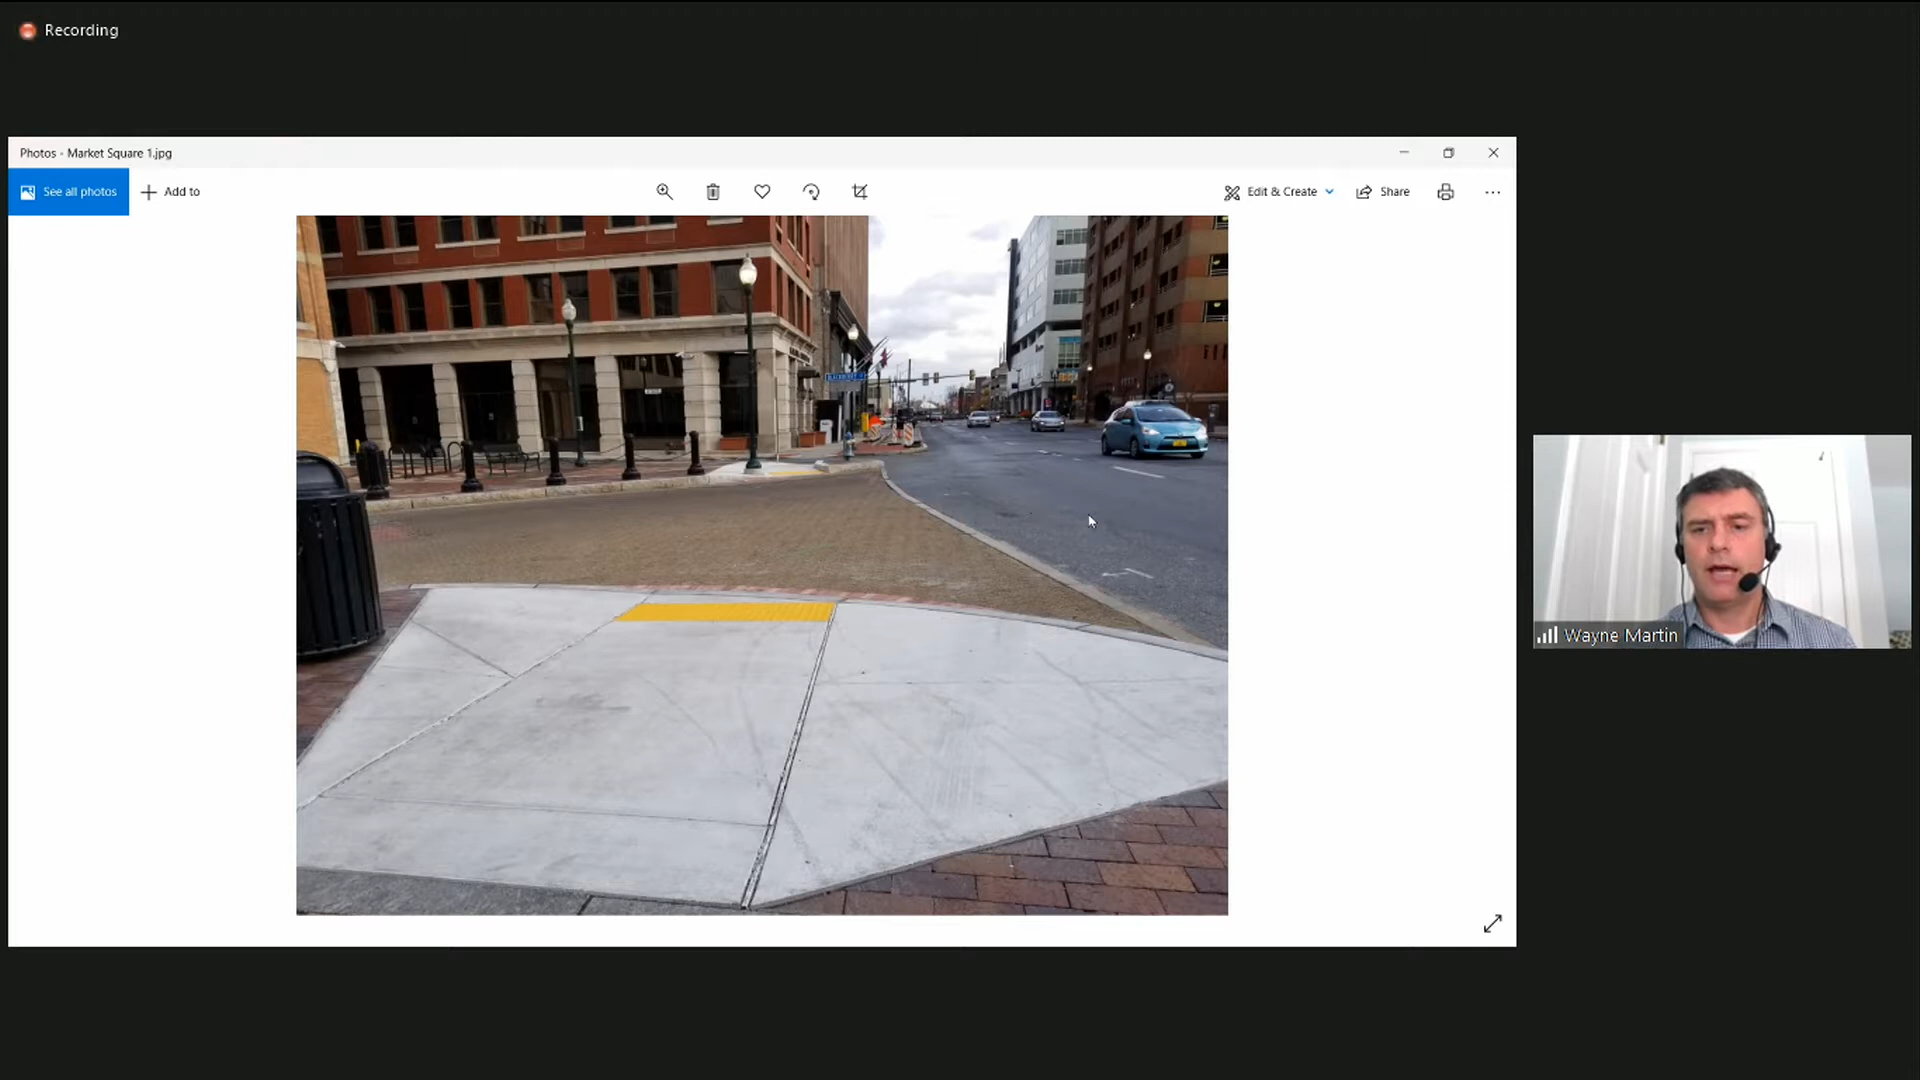 Recording
Photos - Market Square 1.jpg
See all photos
Add to
Edit & Create
Share
Wayne Martin